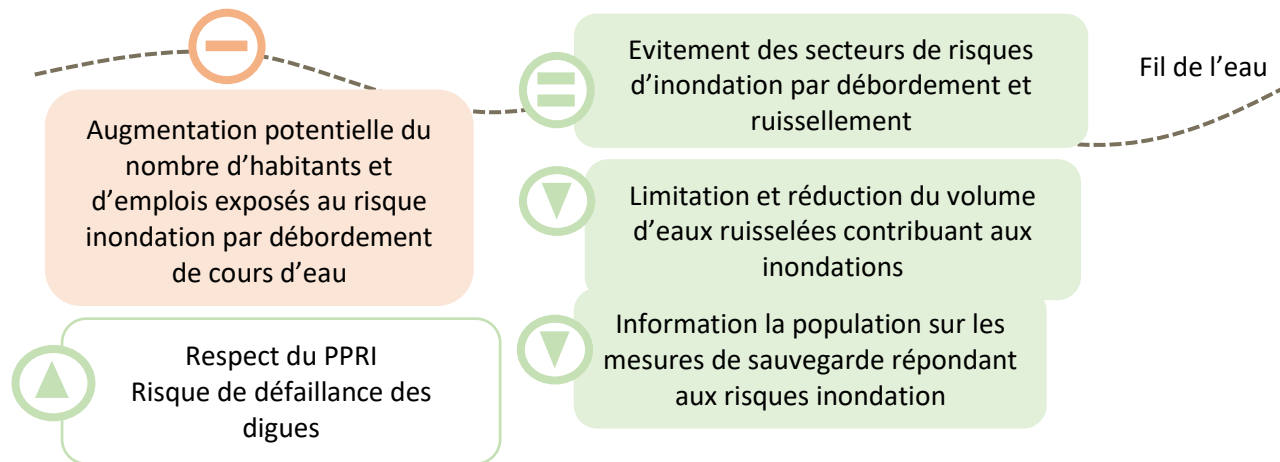 Augmentation potentielle du
nombre d’habitants et
d’emplois exposés au risque
inondation par débordement
de cours d’eau
Respect du PPRI
Risque de défaillance des
digues
Evitement des secteurs de risques
d’inondation par débordement et
ruissellement
Limitation et réduction du volume
d’eaux ruisselées contribuant aux
inondations
Information la population sur les
mesures de sauvegarde répondant
aux risques inondation
Fil de l’eau